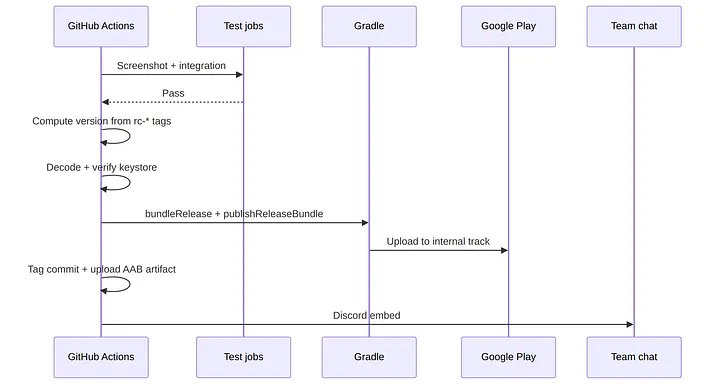 GitHub Actions
Test jobs
Gradle
Google Play
Team chat
Screenshot + integration
Pass
Compute version from rc-* tags
Decode + verify keystore
bundleRelease + publishReleaseBundle
Upload to internal track
Tag commit + upload AAB artifact
Discord embed
GitHub Actions
Test jobs
Gradle
Google Play
Team chat